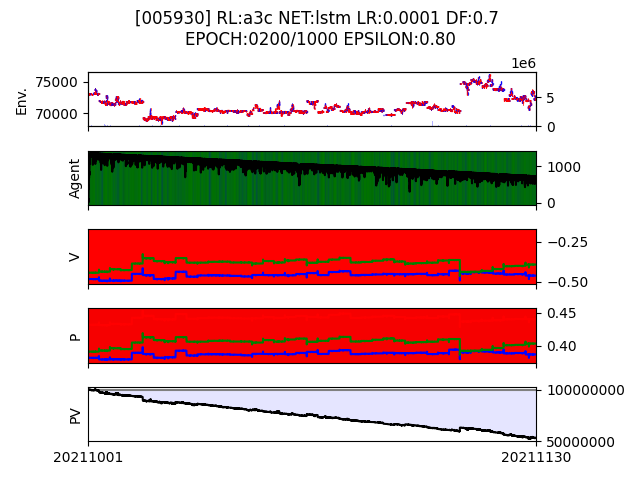 [005930] RL:a3c NET:lstm LR:0.0001 DF:0.7
EPOCH:0200/1000 EPSILON:0.80
1e6
Env.
75000
70000
5
0
Agent
1000
0
V
−0.25
−0.50
P
0.45
0.40
PV
100000000
50000000
20211001
20211130